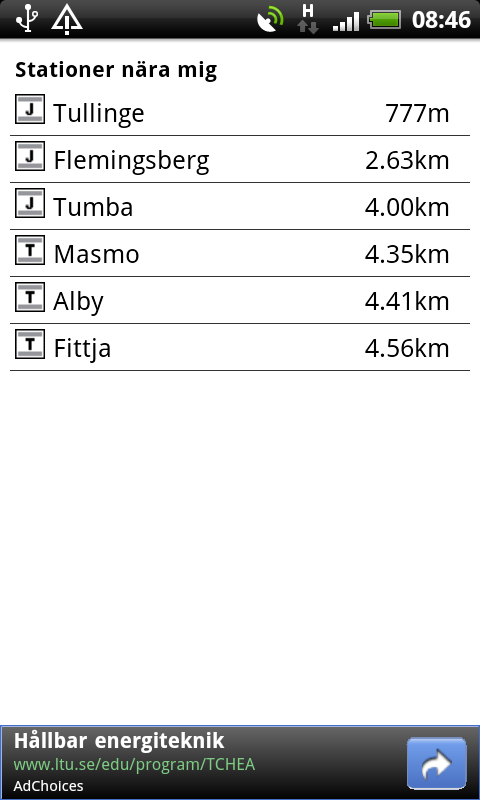 H 08:46
Stationer nära mig
J Tullinge 777m
J Flemingsberg 2.63km
J Tumba 4.00km
T Masmo 4.35km
T Alby 4.41km
T Fittja 4.56km
Hållbar energiteknik
www.ltu.se/edu/program/TCHEA
AdChoices